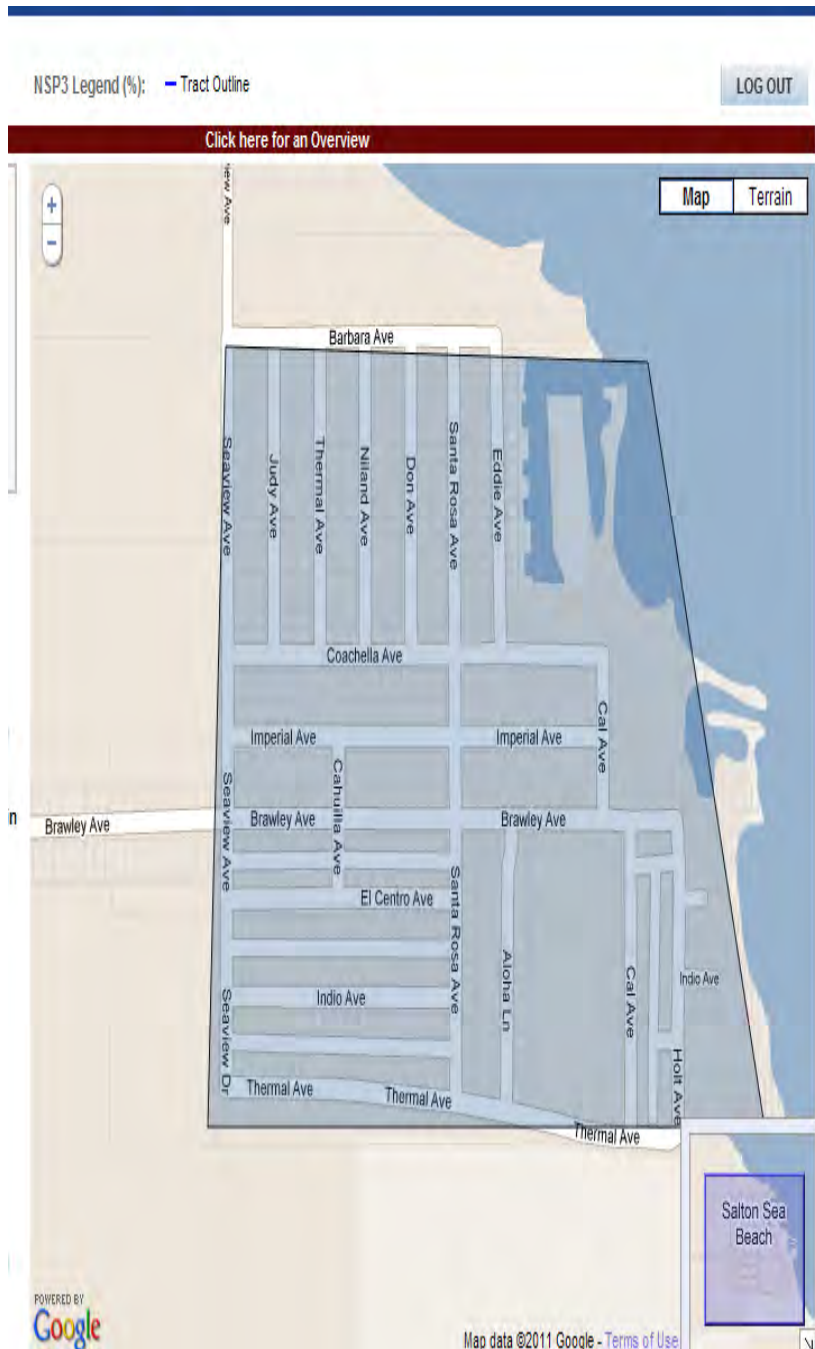 NSP3 Legend (%): Tract Outline
LOG OUT
Click here for an Overview
iew Ave
+
−
Map
Terrain
Barbara Ave
Seaview Ave
Judy Ave
Thermal Ave
Niland Ave
Don Ave
Santa Rosa Ave
Eddie Ave
Coachella Ave
Cal Ave
Imperial Ave
Imperial Ave
Cahuilla Ave
Seaview Ave
n
Brawley Ave
Brawley Ave
Brawley Ave
El Centro Ave
Santa Rosa Ave
Aloha Ln
Cal Ave
Indio Ave
Indio Ave
Seaview Dr
Holt Ave
Thermal Ave
Thermal Ave
Thermal Ave
Salton Sea
Beach
POWERED BY
Google
Map data ©2011 Google - Terms of Use